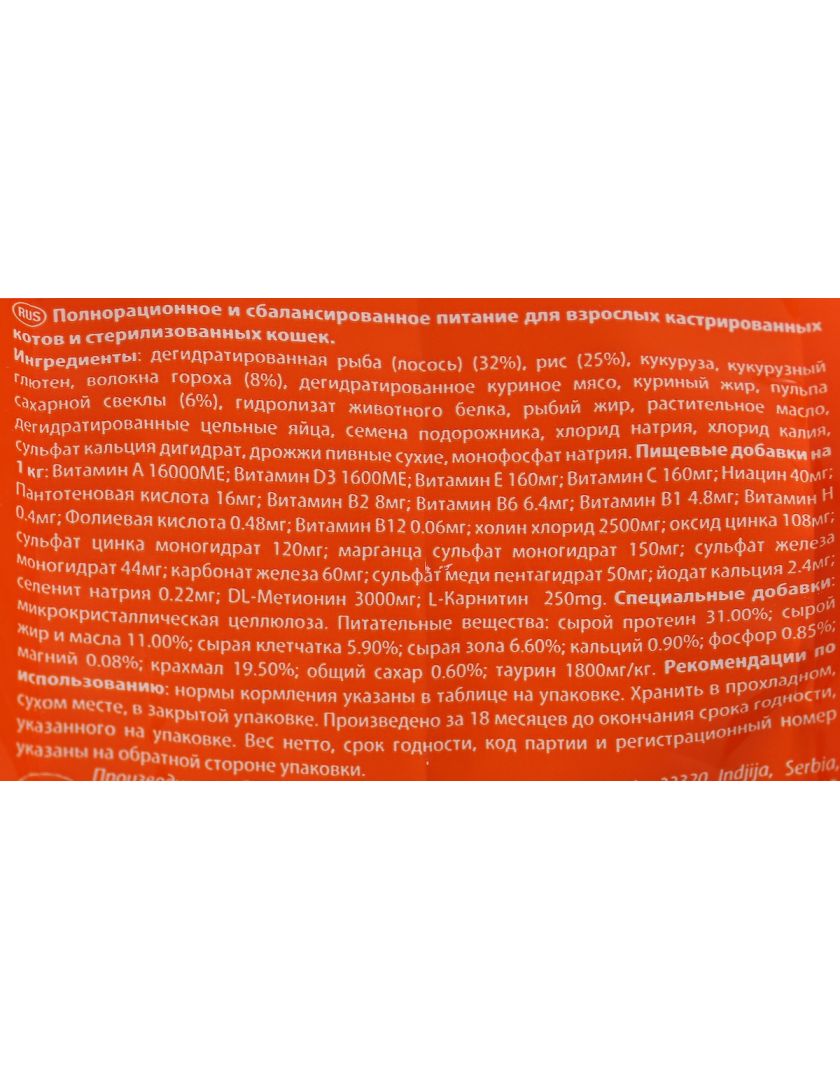 RUS Полнорационное и сбалансированное питание для взрослых кастрированных
котов и стерилизованных кошек.
Ингредиенты: дегидратированная рыба (лосось) (32%), рис (25%), кукуруза, кукурузный
глютен, волокна гороха (8%), дегидратированное куриное мясо, куриный жир, пульпа
сахарной свеклы (6%), гидролизат животного белка, рыбий жир, растительное масло,
дегидратированные цельные яйца, семена подорожника, хлорид натрия, хлорид калия,
сульфат кальция дигидрат, дрожжи пивные сухие, монофосфат натрия. Пищевые добавки на
1 кг: Витамин А 16000МЕ; Витамин D3 1600МЕ; Витамин Е 160мг; Витамин С 160мг; Ниацин 40мг;
Пантотеновая кислота 16мг; Витамин В2 8мг; Витамин В6 6.4мг; Витамин В1 4.8мг; Витамин Н
0.4мг; Фолиевая кислота 0.48мг; Витамин В12 0.06мг; холин хлорид 2500мг; оксид цинка 108мг;
сульфат цинка моногидрат 120мг; марганца сульфат моногидрат 150мг; сульфат железа
моногидрат 44мг; карбонат железа 60мг; сульфат меди пентагидрат 50мг; йодат кальция 2.4мг;
селенит натрия 0.22мг; DL-Метионин 3000мг; L-Карнитин 250mg. Специальные добавки:
микрокристаллическая целлюлоза. Питательные вещества: сырой протеин 31.00%; сырой
жир и масла 11.00%; сырая клетчатка 5.90%; сырая зола 6.60%; кальций 0.90%; фосфор 0.85%;
магний 0.08%; крахмал 19.50%; общий сахар 0.60%; таурин 1800мг/кг. Рекомендации по
использованию: нормы кормления указаны в таблице на упаковке. Хранить в прохладном,
сухом месте, в закрытой упаковке. Произведено за 18 месяцев до окончания срока годности,
указанного на упаковке. Вес нетто, срок годности, код партии и регистрационный номер
указаны на обратной стороне упаковки.
22320 Indjija, Serbia,